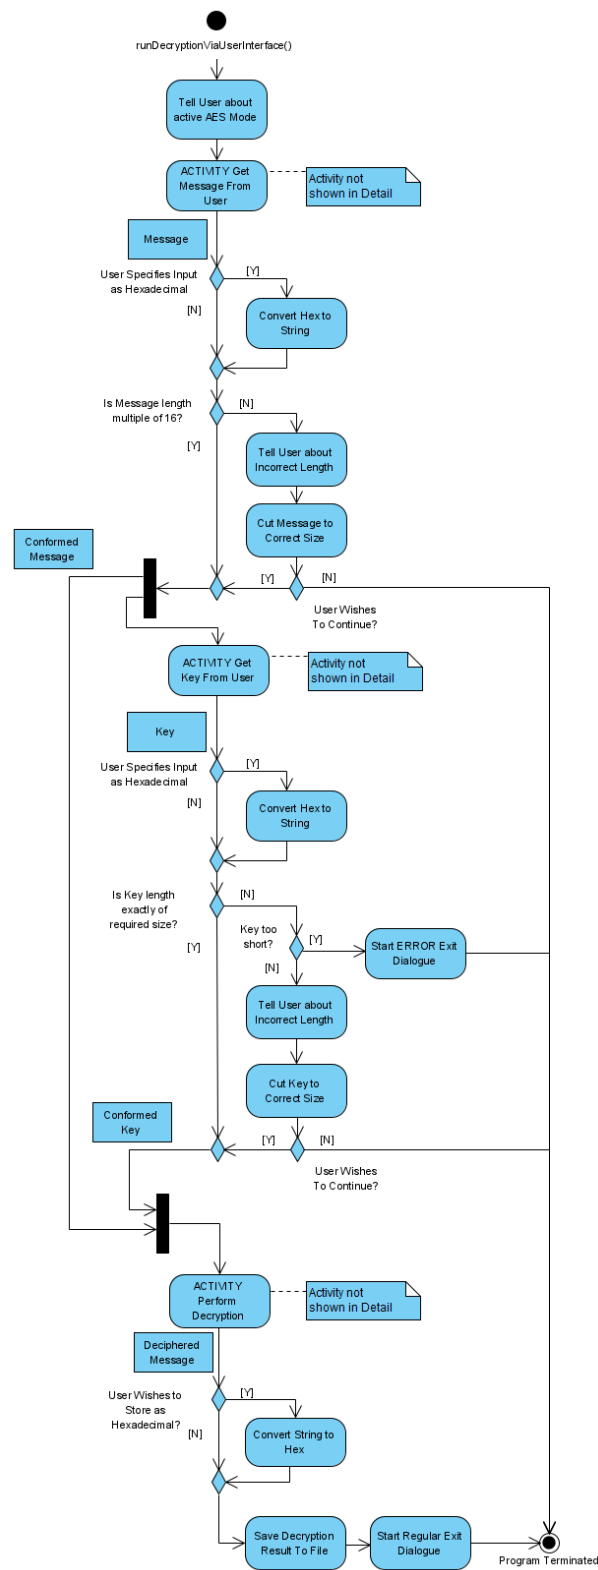 runDecryptionViaUserInterface()
Tell User about
active AES Mode
ACTIVITY Get
Message From
User
Activity not
shown in Detail
Message
User Specifies Input
as Hexadecimal
[Y]
[N]
Convert Hex to
String
Is Message length
multiple of 16?
[N]
[Y]
Tell User about
Incorrect Length
Cut Message to
Correct Size
Conformed
Message
[Y]
[N]
User Wishes
To Continue?
ACTIVITY Get
Key From User
Activity not
shown in Detail
Key
User Specifies Input
as Hexadecimal
[Y]
[N]
Convert Hex to
String
Is Key length
exactly of
required size?
[N]
[Y]
Key too
short?
[Y]
[N]
Start ERROR Exit
Dialogue
Tell User about
Incorrect Length
Cut Key to
Correct Size
Conformed
Key
[Y]
[N]
User Wishes
To Continue?
ACTIVITY
Perform
Decryption
Activity not
shown in Detail
Deciphered
Message
User Wishes to
Store as
Hexadecimal?
[Y]
[N]
Convert String to
Hex
Save Decryption
Result To File
Start Regular Exit
Dialogue
Program Terminated